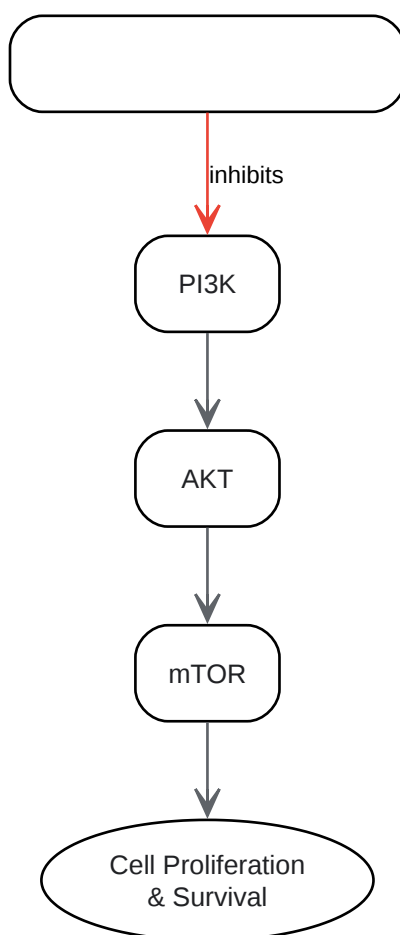 inhibits
PI3K
AKT
mTOR
Cell Proliferation
& Survival